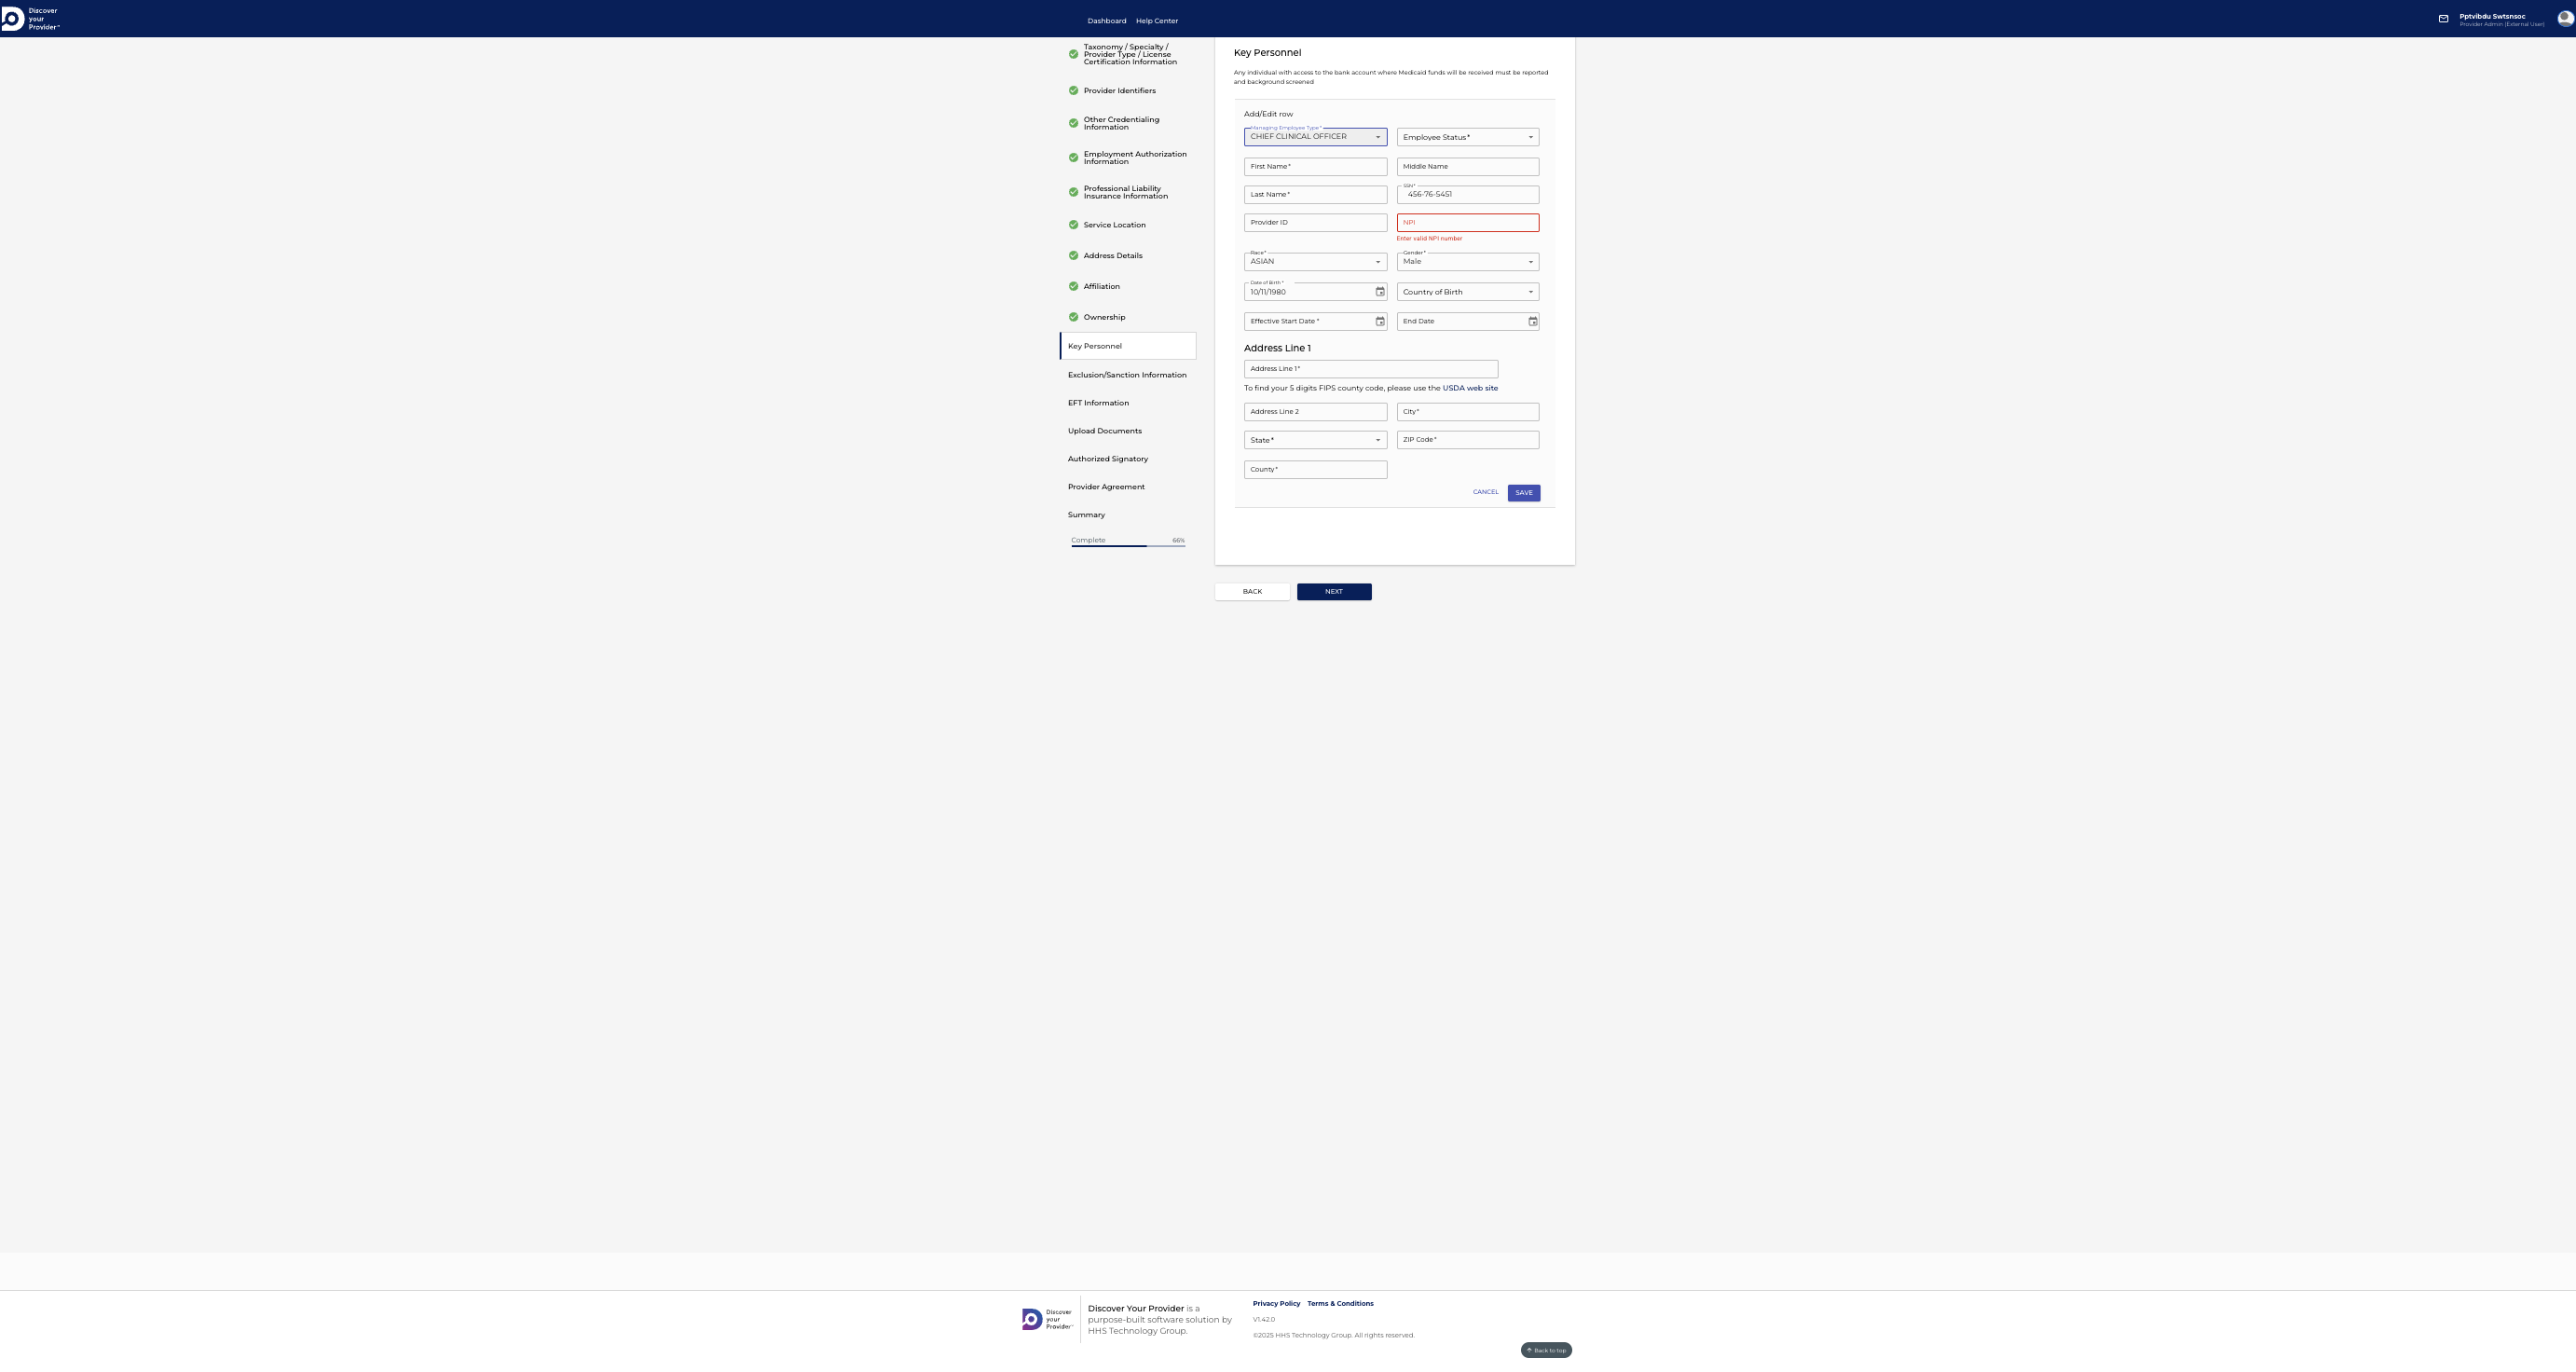 Discover
your
Provider™
Dashboard Help Center
Pptvibdu Swtsnsoc
Provider Admin (External User)
Taxonomy / Specialty /
Provider Type / License
Certification Information
Provider Identifiers
Other Credentialing
Information
Employment Authorization
Information
Professional Liability
Insurance Information
Service Location
Address Details
Affiliation
Ownership
Key Personnel
Exclusion/Sanction Information
EFT Information
Upload Documents
Authorized Signatory
Provider Agreement
Summary
Complete 66%
Key Personnel
Any individual with access to the bank account where Medicaid funds will be received must be reported
and background screened
Add/Edit row
Managing Employee Type *
CHIEF CLINICAL OFFICER
Employee Status *
First Name *
Middle Name
Last Name *
SSN *
456-76-5451
Provider ID
NPI
Enter valid NPI number
Race *
ASIAN
Gender *
Male
Date of Birth *
10/11/1980
Country of Birth
Effective Start Date *
End Date
Address Line 1
Address Line 1 *
To find your 5 digits FIPS county code, please use the USDA web site
Address Line 2
City *
State *
ZIP Code *
County *
CANCEL SAVE
BACK NEXT
Discover
your
Provider™
Discover Your Provider is a
purpose-built software solution by
HHS Technology Group.
Privacy Policy Terms & Conditions
V1.42.0
©2025 HHS Technology Group. All rights reserved.
Back to top